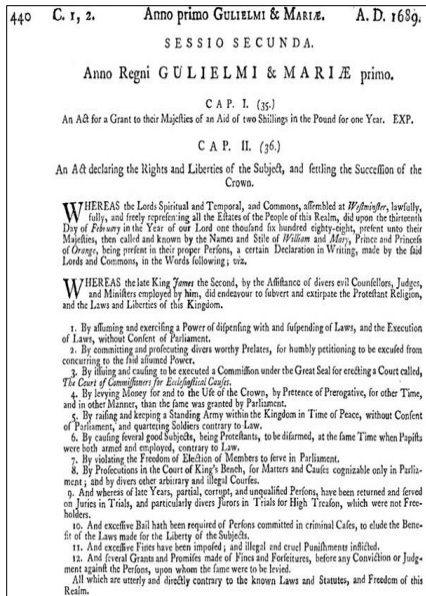 440 C. 1, 2. Anno primo GULIELMI & MARIÆ. A. D. 1689.
SESSIO SECUNDA.
Anno Regni GULIELMI & MARIÆ primo.
CAP. I. (35.)
An Act for a Grant to their Majesties of an Aid of two Shillings in the Pound for one Year. EXP.
CAP. II. (36.)
An Act declaring the Rights and Liberties of the Subject, and settling the Succession of the
Crown.
WHEREAS the Lords Spiritual and Temporal, and Commons, assembled at Westminster, lawfully,
fully, and freely representing all the Estates of the People of this Realm, did upon the thirteenth
Day of February in the Year of our Lord one thousand six hundred eighty-eight, present unto their
Majesties, then called and known by the Names and Stile of William and Mary, Prince and Princess
of Orange, being present in their proper Persons, a certain Declaration in Writing, made by the said
Lords and Commons, in the Words following; viz.
WHEREAS the late King James the Second, by the Assistance of divers evil Counsellors, Judges,
and Ministers employed by him, did endeavour to subvert and extirpate the Protestant Religion,
and the Laws and Liberties of this Kingdom.
1. By assuming and exercising a Power of dispensing with and suspending of Laws, and the Execution
of Laws, without Consent of Parliament.
2. By committing and prosecuting divers worthy Prelates, for humbly petitioning to be excused from
concurring to the said assumed Power.
3. By issuing and causing to be executed a Commission under the Great Seal for erecting a Court called,
The Court of Commissioners for Ecclesiastical Causes.
4. By levying Money for and to the Use of the Crown, by Pretence of Prerogative, for other Time,
and in other Manner, than the same was granted by Parliament.
5. By raising and keeping a Standing Army within the Kingdom in Time of Peace, without Consent
of Parliament, and quartering Soldiers contrary to Law.
6. By causing several good Subjects, being Protestants, to be disarmed, at the same Time when Papists
were both armed and employed, contrary to Law.
7. By violating the Freedom of Election of Members to serve in Parliament.
8. By Prosecutions in the Court of King's Bench, for Matters and Causes cognizable only in Parlia-
ment; and by divers other arbitrary and illegal Courses.
9. And whereas of late Years, partial, corrupt, and unqualified Persons, have been returned and served
on Juries in Trials, and particularly divers Jurors in Trials for High Treason, which were not Free-
holders.
10. And excessive Bail hath been required of Persons committed in criminal Cases, to elude the Bene-
fit of the Laws made for the Liberty of the Subjects.
11. And excessive Fines have been imposed; and illegal and cruel Punishments inflicted.
12. And several Grants and Promises made of Fines and Forfeitures, before any Conviction or Judg-
ment against the Persons, upon whom the same were to be levied.
All which are utterly and directly contrary to the known Laws and Statutes, and Freedom of this
Realm.